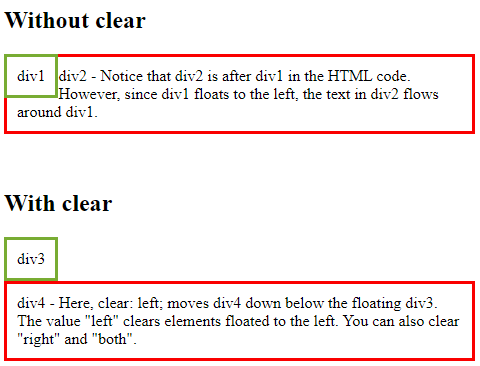 Without clear
div1 div2 - Notice that div2 is after div1 in the HTML code.
However, since div1 floats to the left, the text in div2 flows
around div1.
With clear
div3
div4 - Here, clear: left; moves div4 down below the floating div3.
The value "left" clears elements floated to the left. You can also clear
"right" and "both".